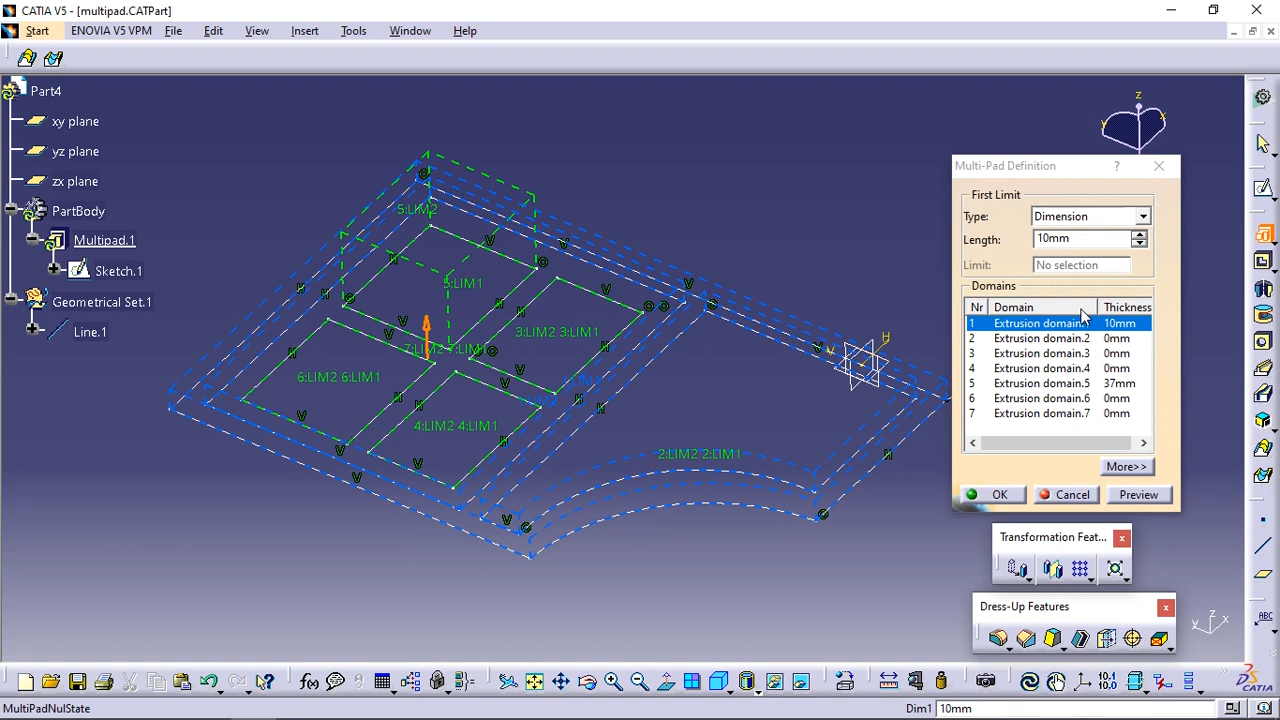 CATIA V5 - [multipad.CATPart]
Start ENOVIA V5 VPM File Edit View Insert Tools Window Help
Part4
xy plane
yz plane
zx plane
PartBody
Multipad.1
Sketch.1
Geometrical Set.1
Line.1
5:LIM2
5:LIM1
3:LIM2 3:LIM1
6:LIM2 6:LIM1
4:LIM2 4:LIM1
2:LIM2 2:LIM1
z
H
V
Multi-Pad Definition ?
First Limit
Type: Dimension
Length: 10mm
Limit: No selection
Domains
Nr Domain Thickness
1 Extrusion domain.1 10mm
2 Extrusion domain.2 0mm
3 Extrusion domain.3 0mm
4 Extrusion domain.4 0mm
5 Extrusion domain.5 37mm
6 Extrusion domain.6 0mm
7 Extrusion domain.7 0mm
More>>
OK Cancel Preview
Transformation Feat...
Dress-Up Features
z
y x
ABC
f(x)
10,1
10,0
CATIA
MultiPadNulState Dim1 10mm